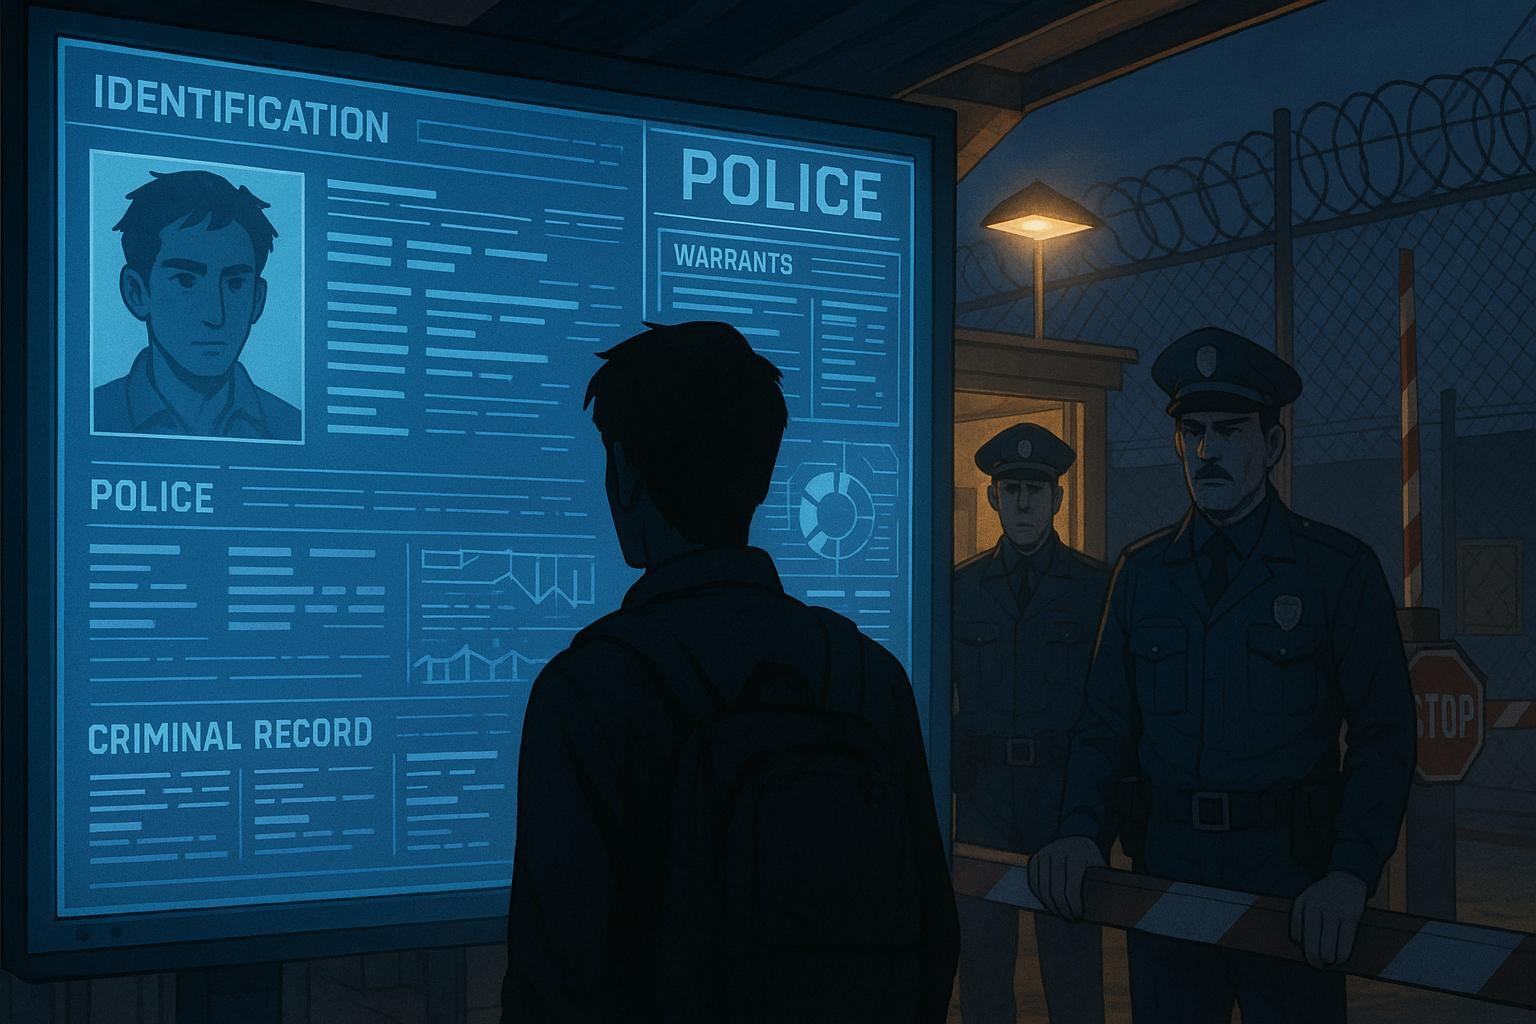 IDENTIFICATION
POLICE
WARRANTS
POLICE
CRIMINAL RECORD
STOP